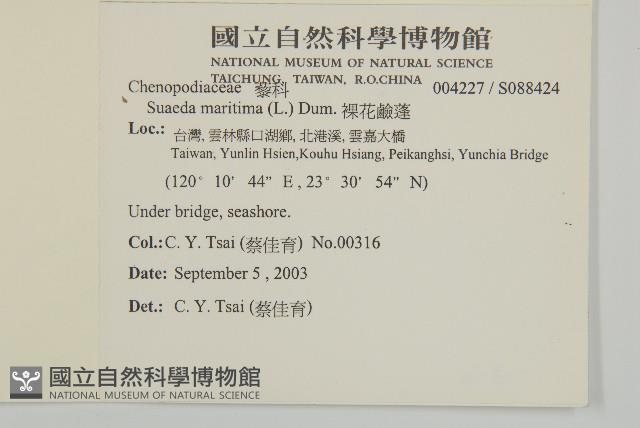 國立自然科學博物館
NATIONAL MUSEUM OF NATURAL SCIENCE
TAICHUNG, TAIWAN, R.O.CHINA
Chenopodiaceae 藜科 004227 / S088424
Suaeda maritima (L.) Dum. 裸花鹼蓬
Loc.: 台灣, 雲林縣口湖鄉, 北港溪, 雲嘉大橋
Taiwan, Yunlin Hsien,Kouhu Hsiang, Peikanghsi, Yunchia Bridge
(120° 10' 44" E , 23° 30' 54" N)
Under bridge, seashore.
Col.: C. Y. Tsai (蔡佳育) No.00316
Date: September 5 , 2003
Det.: C. Y. Tsai (蔡佳育)
國立自然科學博物館
NATIONAL MUSEUM OF NATURAL SCIENCE